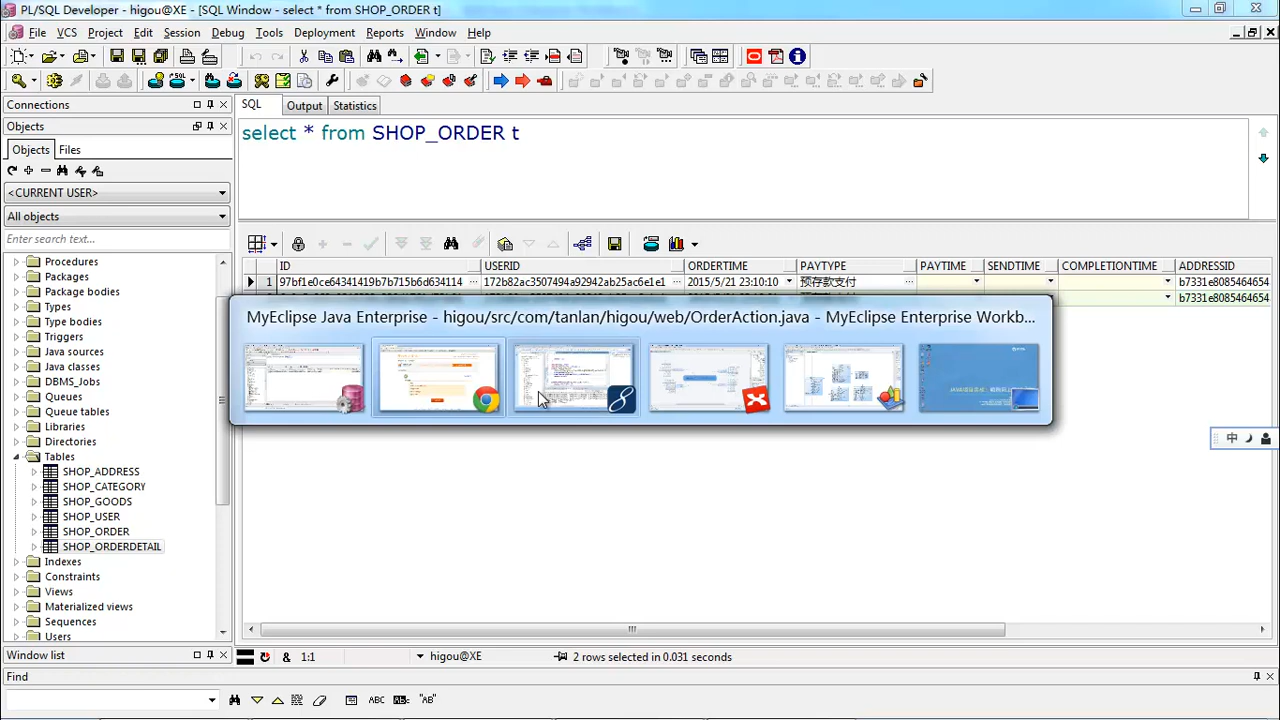 PL/SQL Developer - higou@XE - [SQL Window - select * from SHOP_ORDER t]
File VCS Project Edit Session Debug Tools Deployment Reports Window Help
Connections
SQL Output Statistics
Objects
select * from SHOP_ORDER t
Objects Files
<CURRENT USER>
All objects
Enter search text...
Procedures
Packages
Package bodies
Types
Type bodies
Triggers
Java sources
Java classes
DBMS_Jobs
Queues
Queue tables
Libraries
Directories
Tables
SHOP_ADDRESS
SHOP_CATEGORY
SHOP_GOODS
SHOP_USER
SHOP_ORDER
SHOP_ORDERDETAIL
Indexes
Constraints
Views
Materialized views
Sequences
Users
ID USERID ORDERTIME PAYTYPE PAYTIME SENDTIME COMPLETIONTIME ADDRESSID
1 97bf1e0ce64341419b7b715b6d634114 ... 172b82ac3507494a92942ab25ac6e1e1 ... 2015/5/21 23:10:10 预存款支付 ... b7331e8085464654
b7331e8085464654
MyEclipse Java Enterprise - higou/src/com/tanlan/higou/web/OrderAction.java - MyEclipse Enterprise Workb...
中
Window list
& 1:1 higou@XE 2 rows selected in 0.031 seconds
Find
ABC "AB"